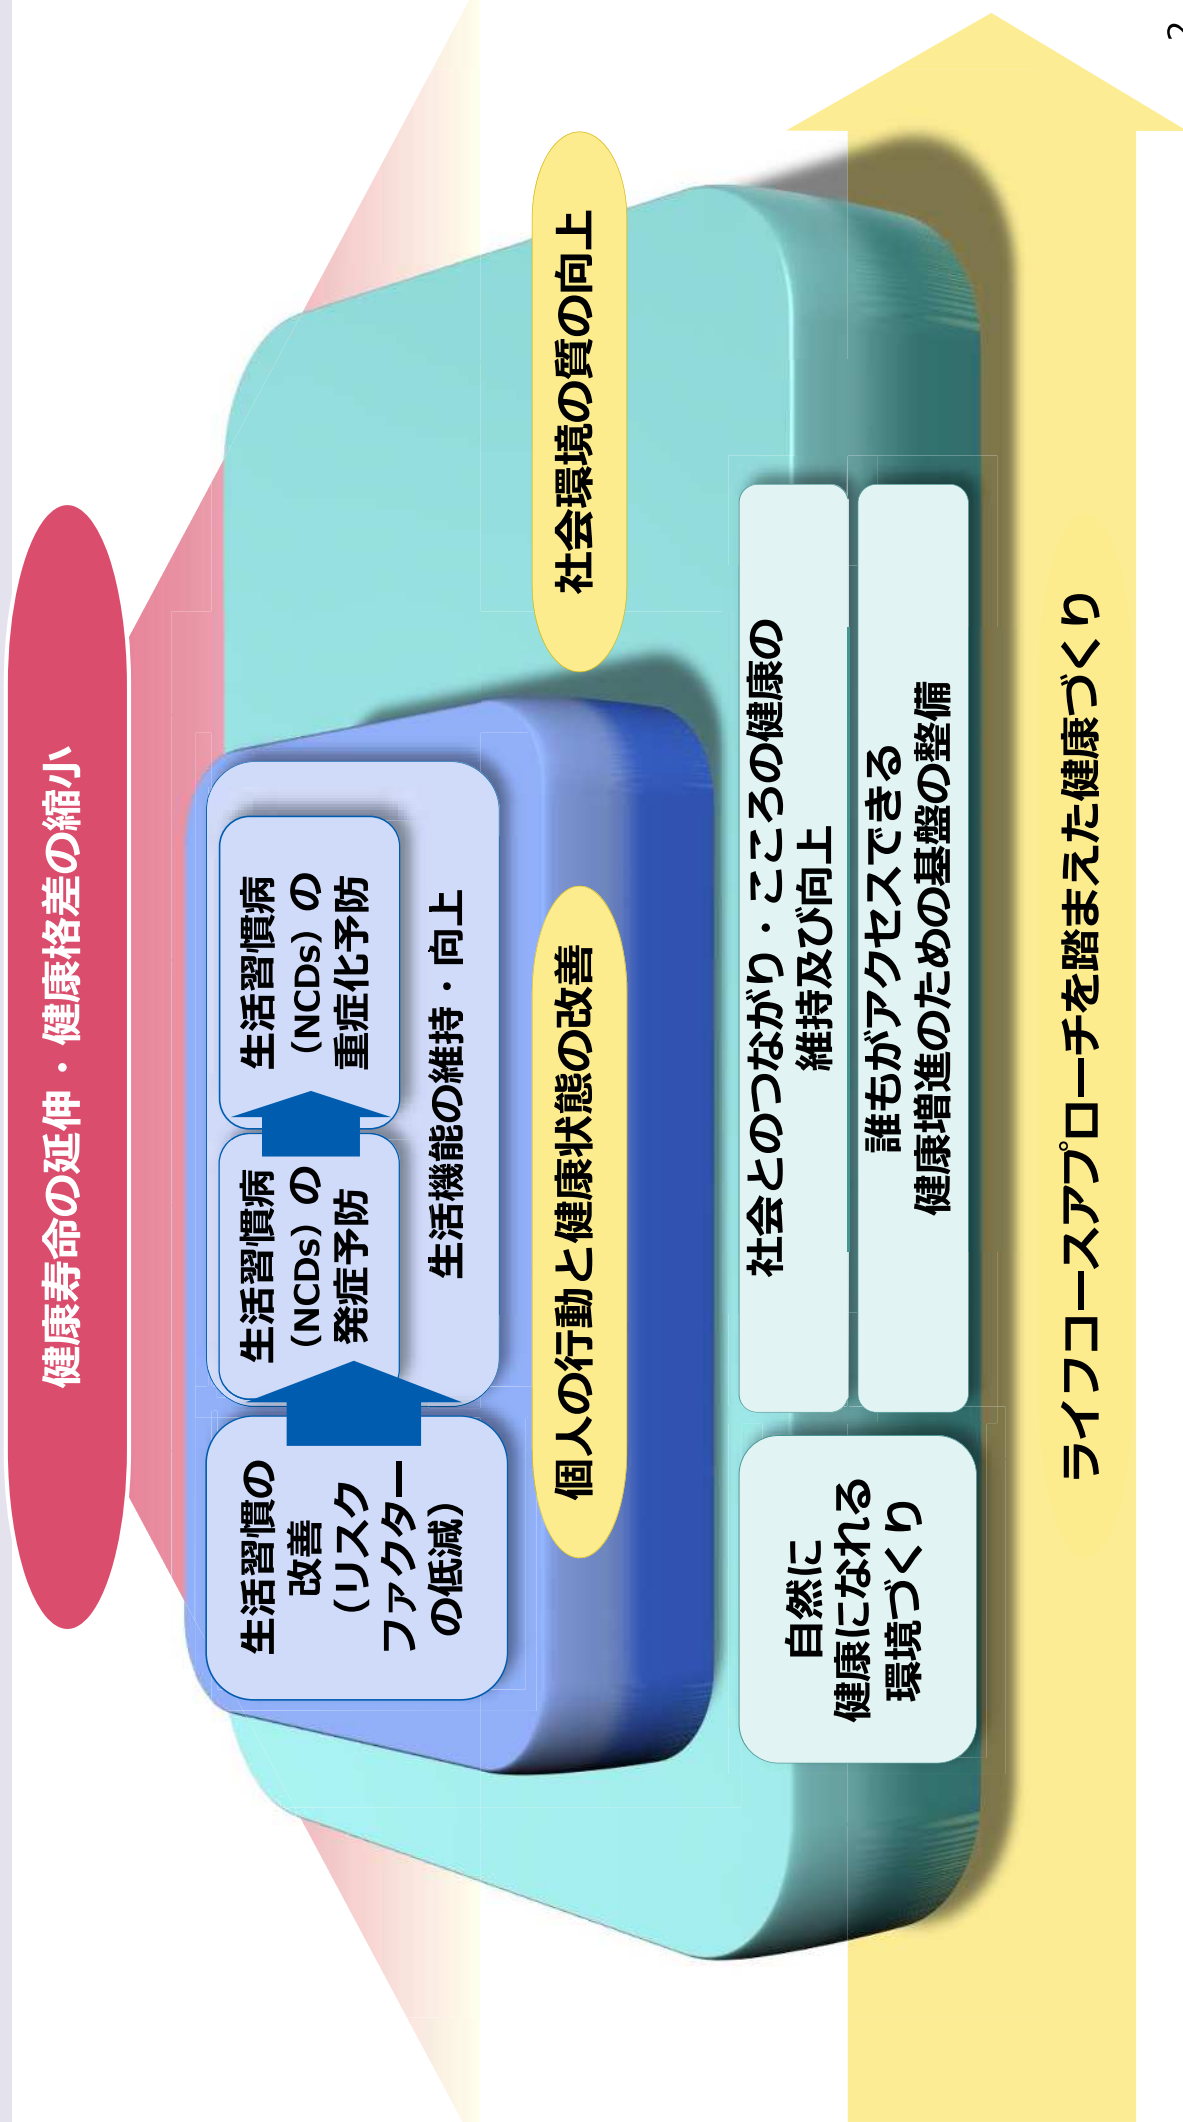 健康寿命の延伸・健康格差の縮小
生活習慣の
改善
（リスク
ファクター
の低減）
生活習慣病
（NCDs）の
発症予防
生活習慣病
（NCDs）の
重症化予防
生活機能の維持・向上
個人の行動と健康状態の改善
社会環境の質の向上
自然に
健康になれる
環境づくり
社会とのつながり・こころの健康の
維持及び向上
誰もがアクセスできる
健康増進のための基盤の整備
ライフコースアプローチを踏まえた健康づくり